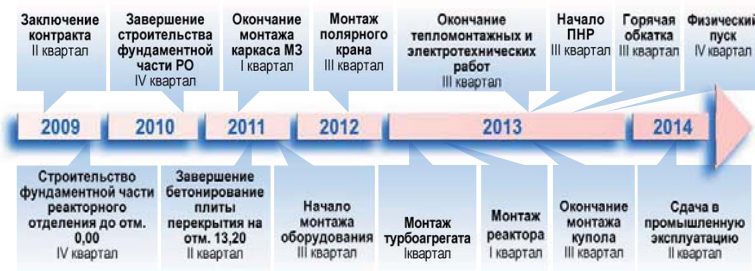 Заключение
контракта
II квартал
Завершение
строительства
фундаментной
части РО
IV квартал
Окончание
монтажа
каркаса МЗ
I квартал
Монтаж
полярного
крана
III квартал
Окончание
тепломонтажных и
электротехнических
работ
III квартал
Начало
ПНР
III квартал
Горячая
обкатка
III квартал
Физический
пуск
IV квартал
2009
2010
2011
2012
2013
2014
Строительство
фундаментной части
реакторного
отделения до отм.
0,00
IV квартал
Завершение
бетонирование
плиты
перекрытия на
отм. 13,20
II квартал
Начало
монтажа
оборудования
III квартал
Монтаж
турбоагрегата
Iквартал
Монтаж
реактора
I квартал
Окончание
монтажа
купола
III квартал
Сдача в
промышленную
эксплуатацию
II квартал